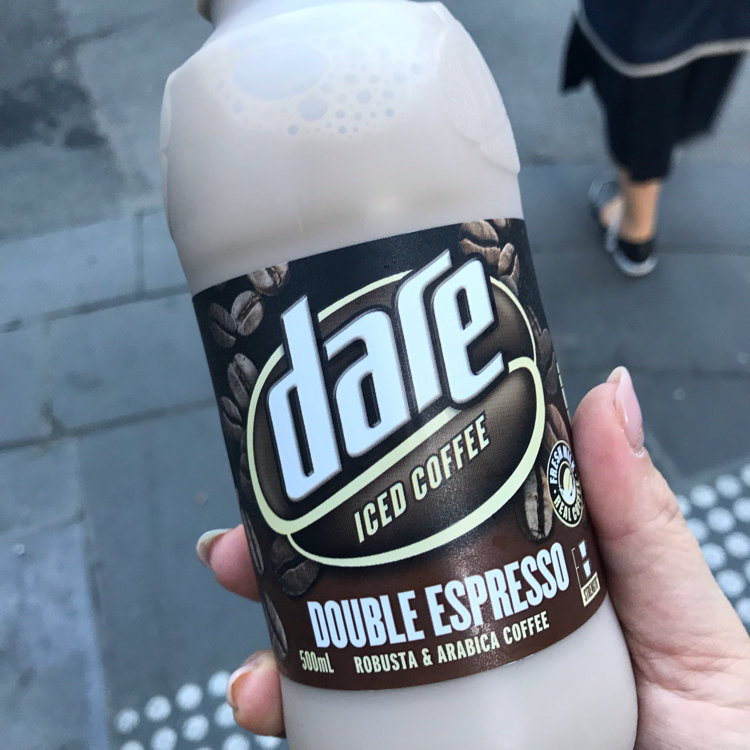 dare
ICED COFFEE
DOUBLE ESPRESSO
500mL
ROBUSTA & ARABICA COFFEE